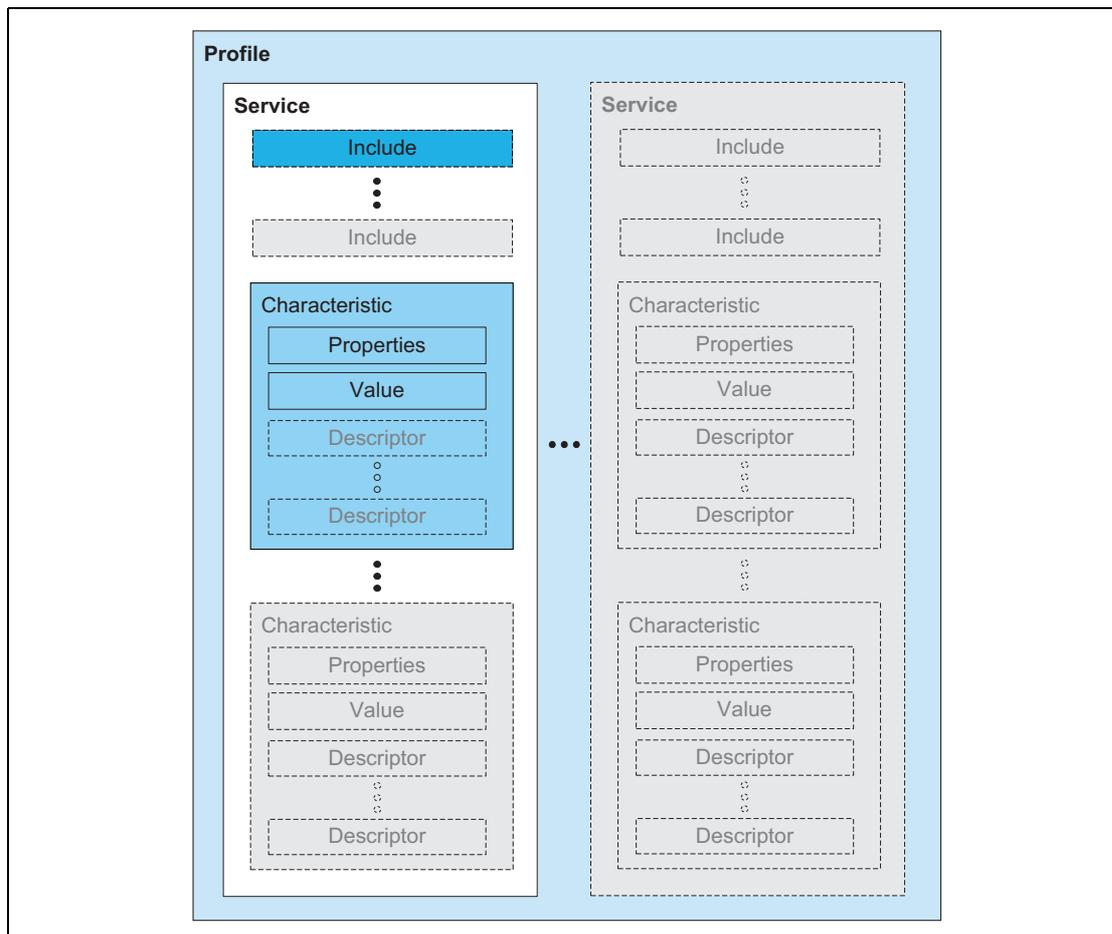 Profile
Service
Include
Include
Characteristic
Properties
Value
Descriptor
Descriptor
Characteristic
Properties
Value
Descriptor
Descriptor
Service
Include
Include
Characteristic
Properties
Value
Descriptor
Descriptor
Characteristic
Properties
Value
Descriptor
Descriptor